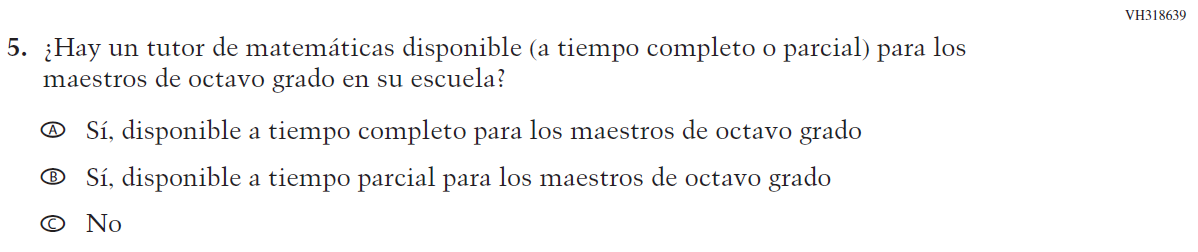 VH318639
5. ¿Hay un tutor de matemáticas disponible (a tiempo completo o parcial) para los
maestros de octavo grado en su escuela?
A Sí, disponible a tiempo completo para los maestros de octavo grado
B Sí, disponible a tiempo parcial para los maestros de octavo grado
C No